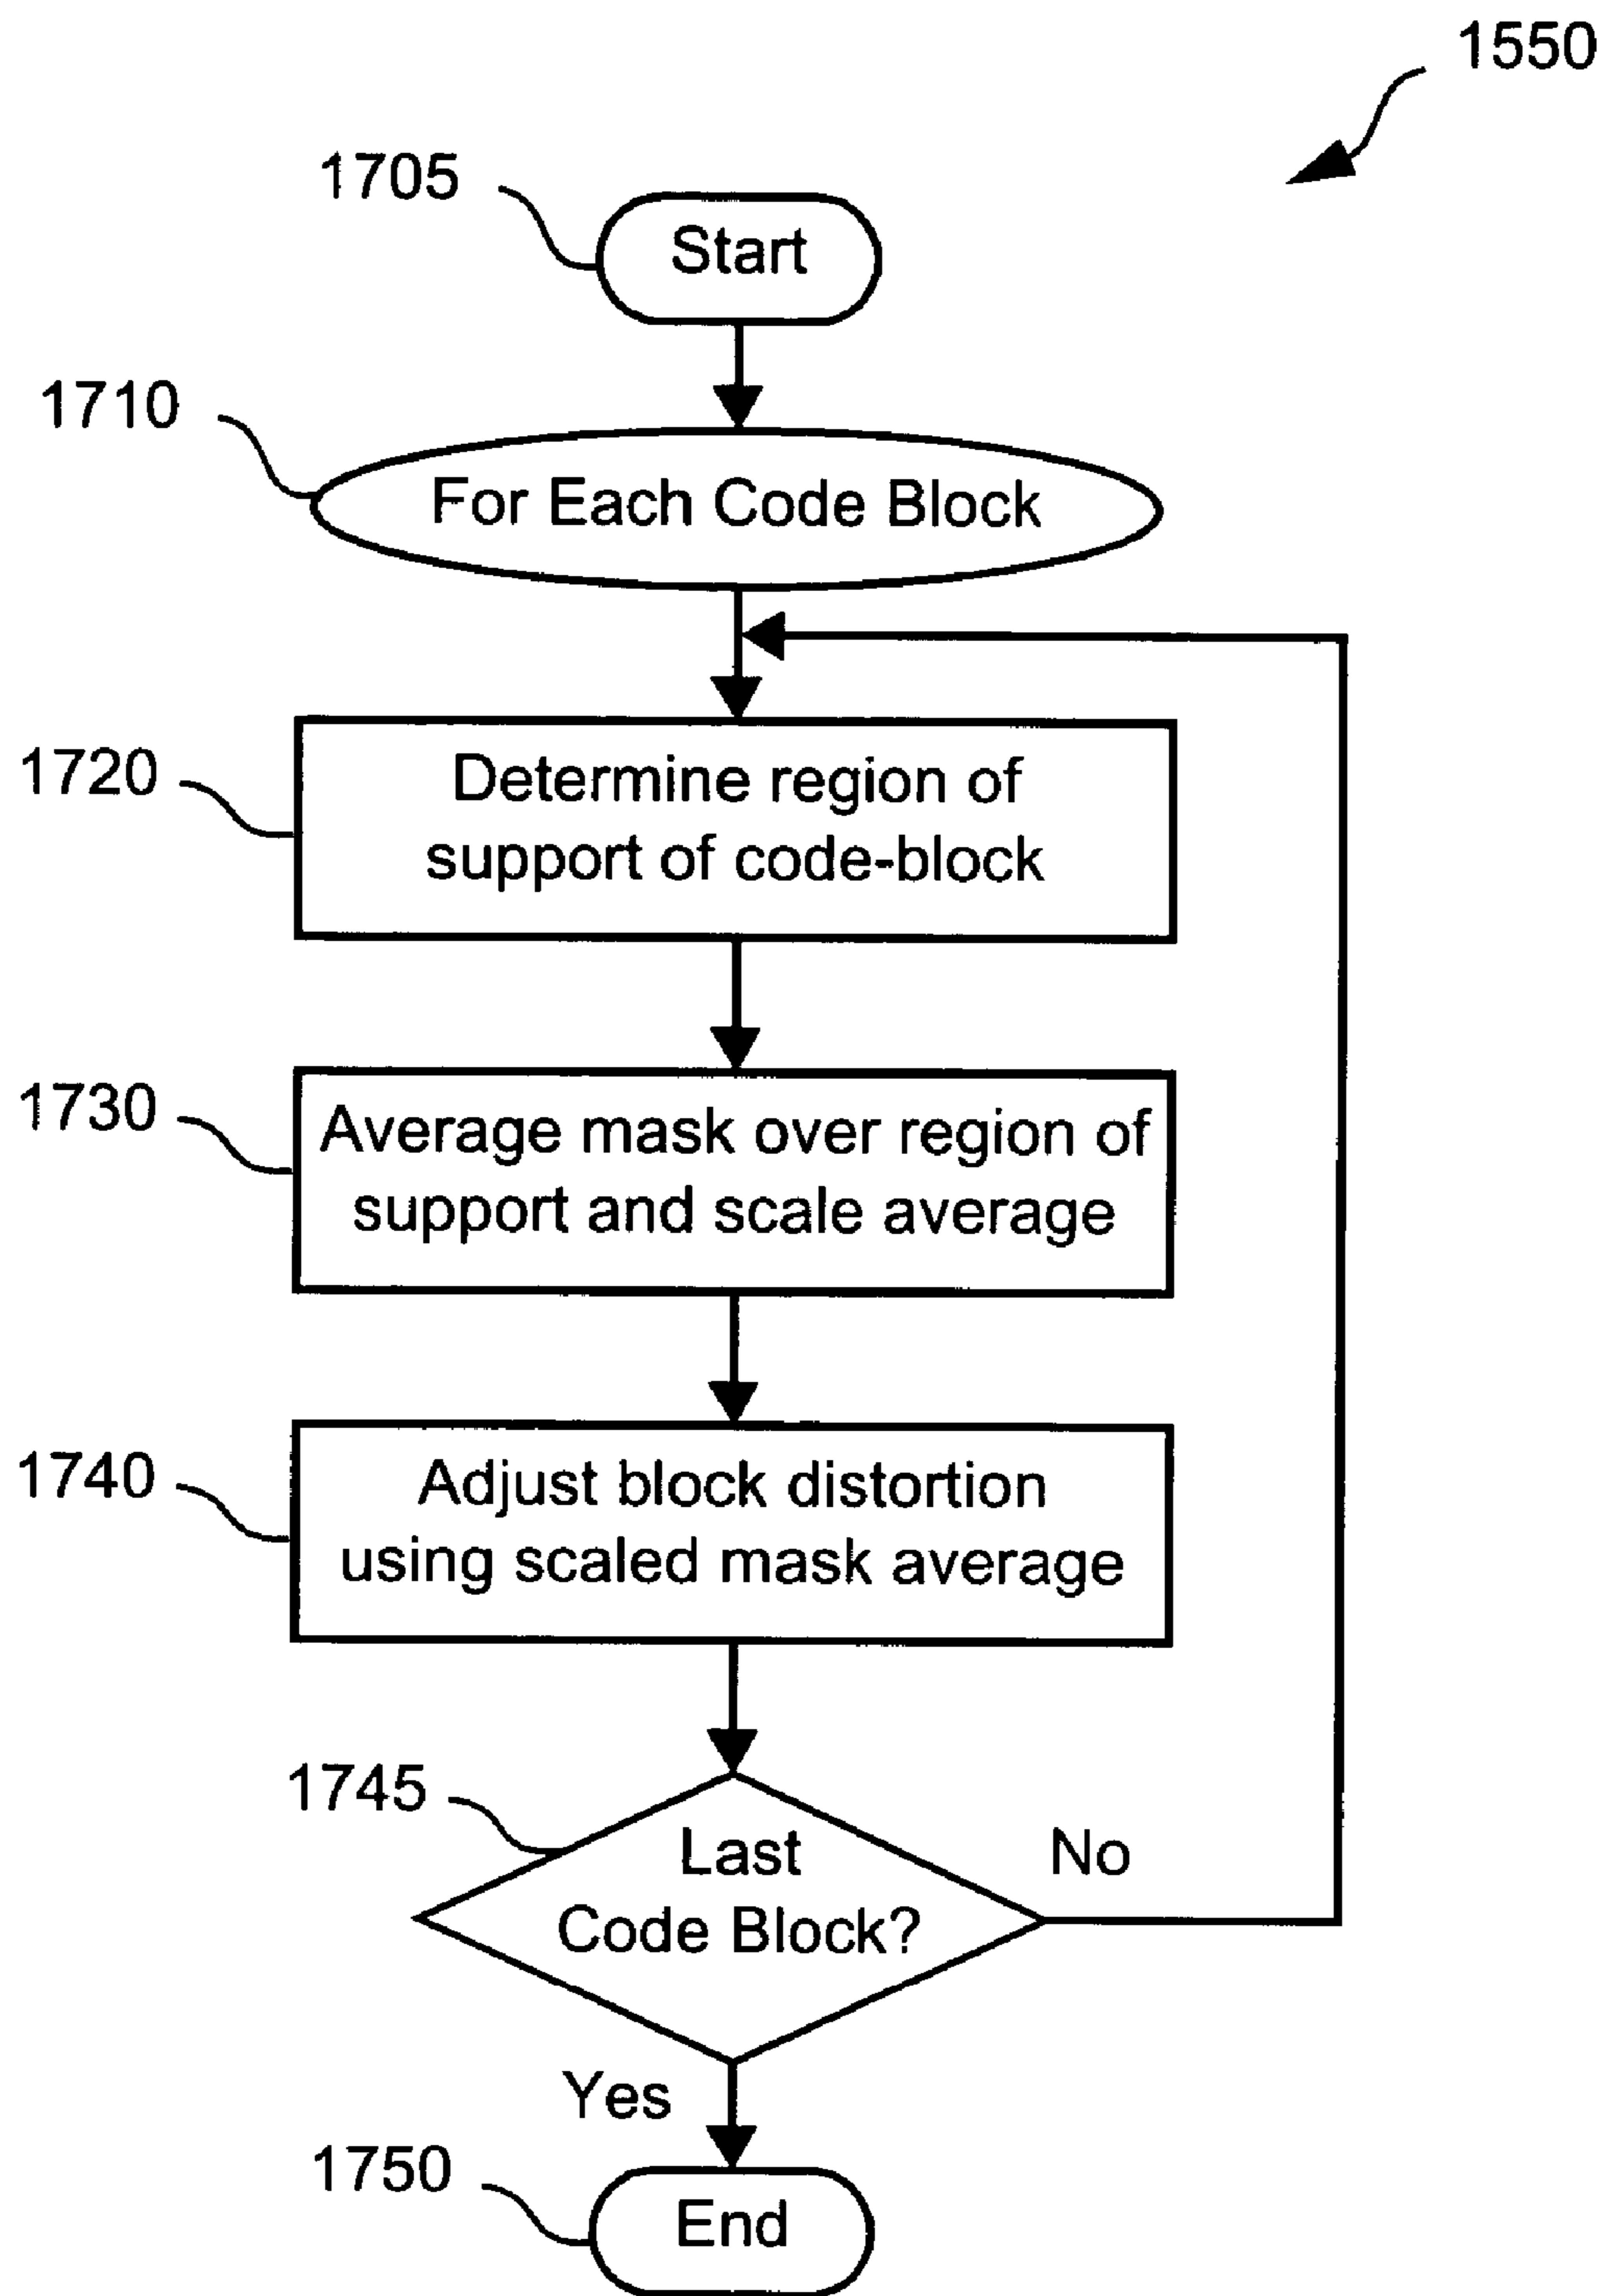 1550
1705
Start
1710
For Each Code Block
1720
Determine region of
support of code-block
1730
Average mask over region of
support and scale average
1740
Adjust block distortion
using scaled mask average
1745
Last
Code Block?
No
Yes
1750
End